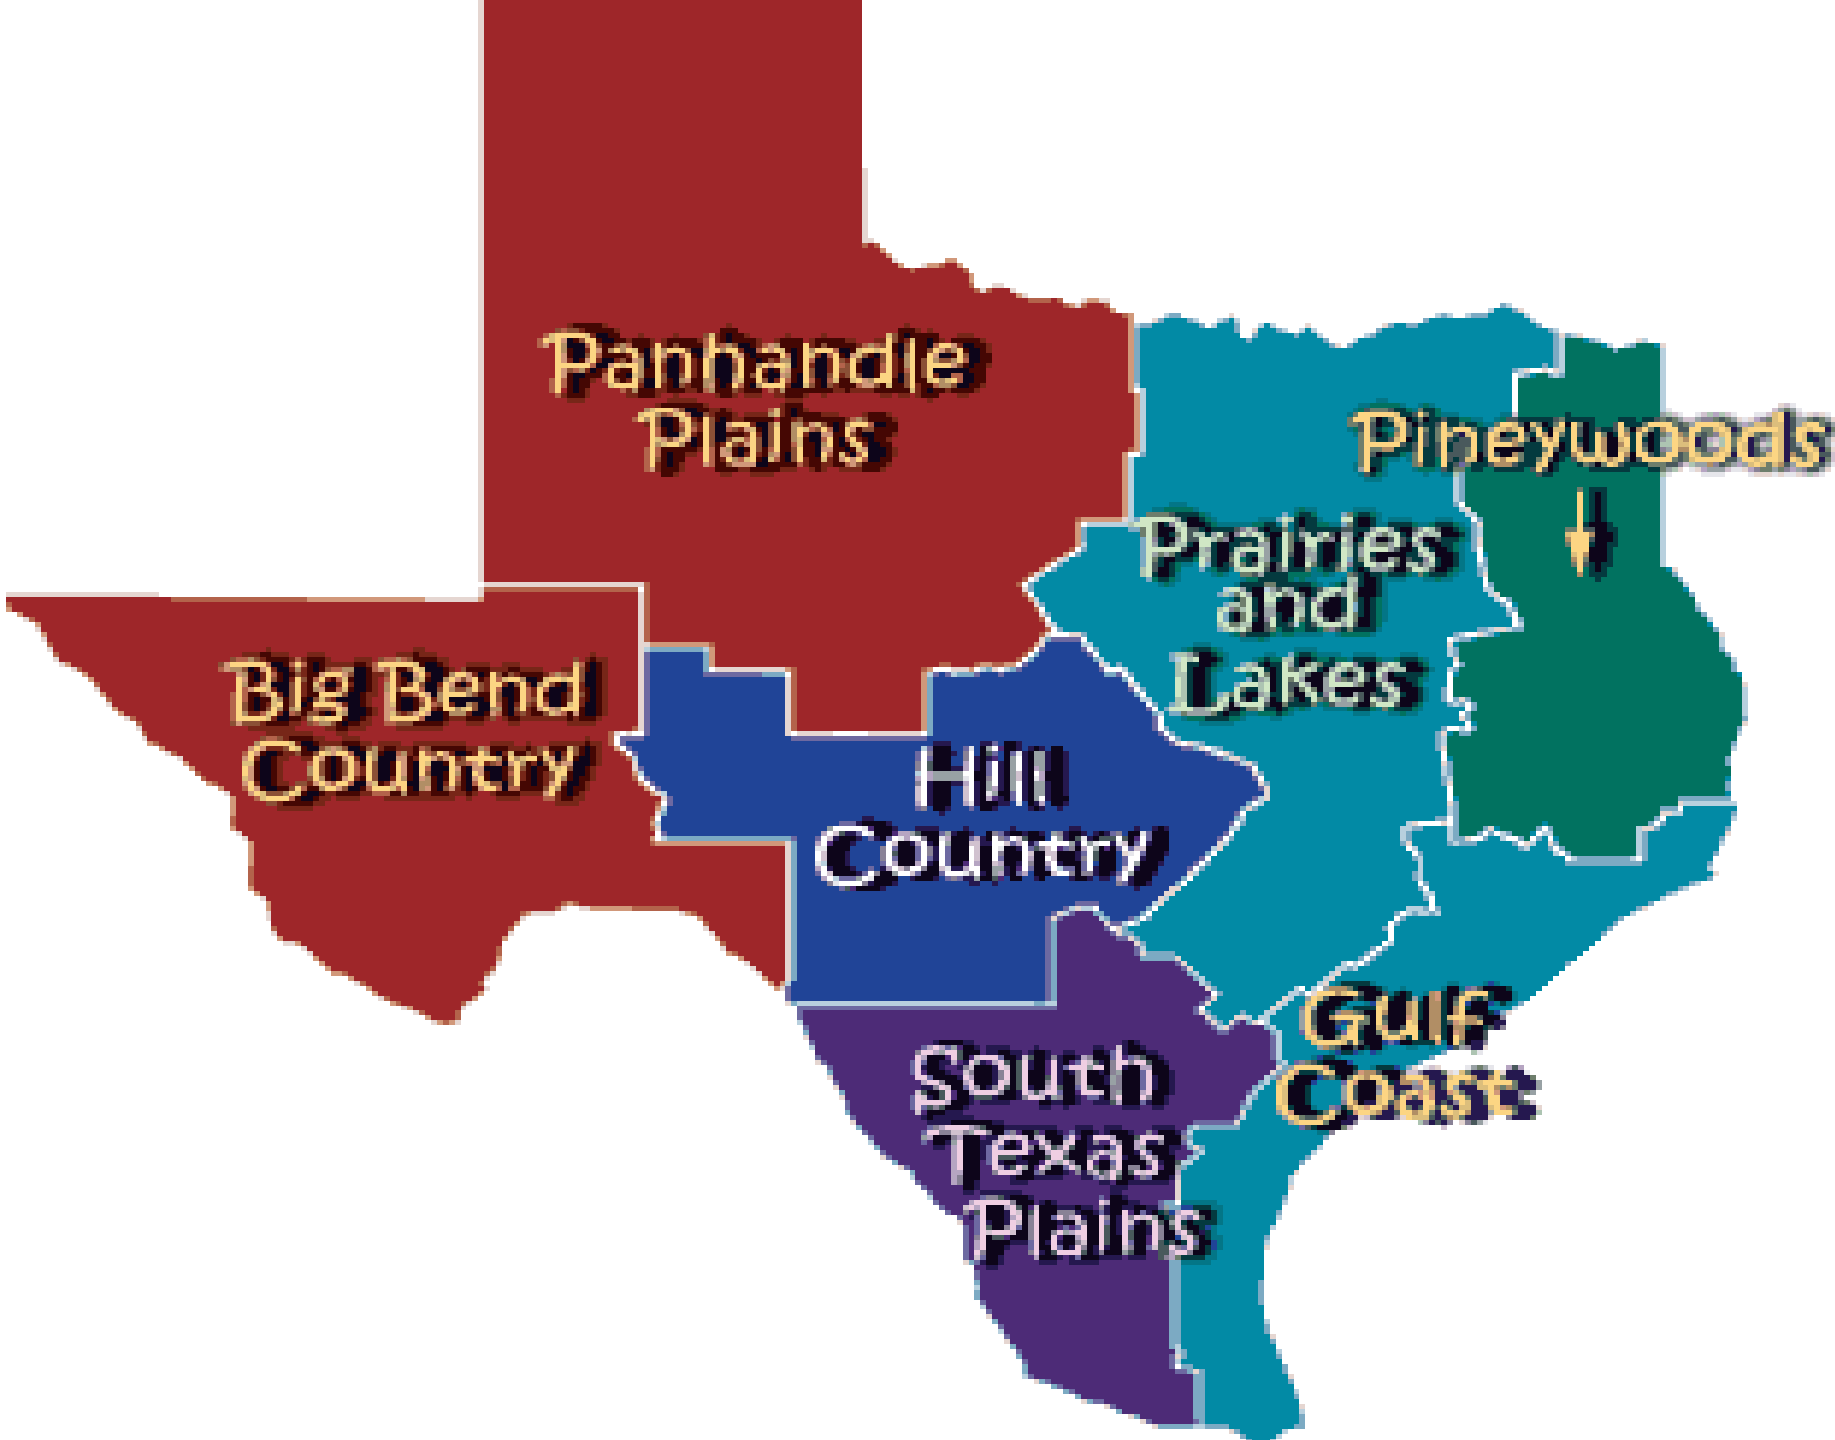 Panhandle
Plains
Pineywoods
Prairies
and
Lakes
Big Bend
Country
Hill
Country
Gulf
Coast
South
Texas
Plains